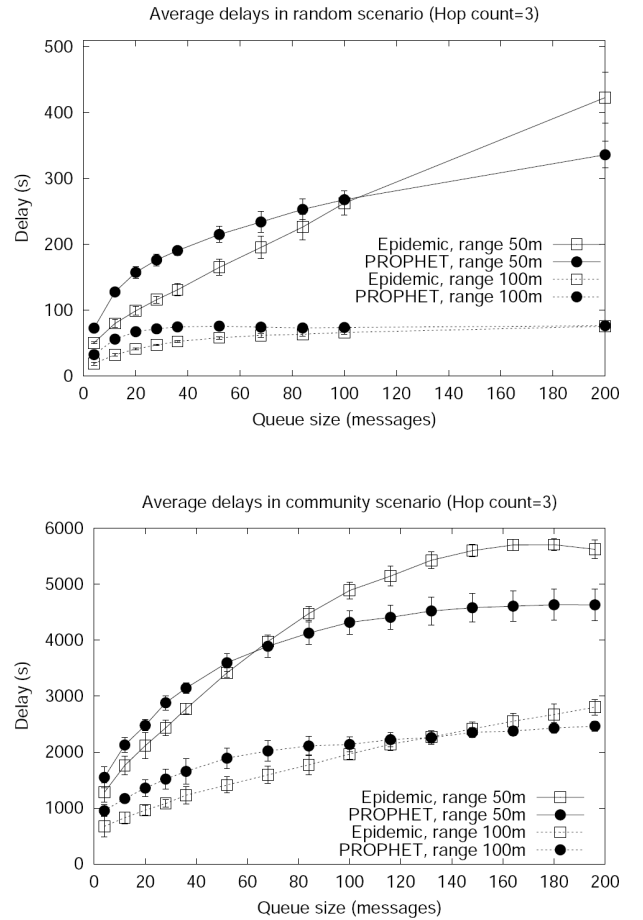 Average delays in random scenario (Hop count=3)
500
400
300
200
100
0
Delay (s)
Epidemic, range 50m
PROPHET, range 50m
Epidemic, range 100m
PROPHET, range 100m
0 20 40 60 80 100 120 140 160 180 200
Queue size (messages)
Average delays in community scenario (Hop count=3)
6000
5000
4000
3000
2000
1000
0
Delay (s)
Epidemic, range 50m
PROPHET, range 50m
Epidemic, range 100m
PROPHET, range 100m
0 20 40 60 80 100 120 140 160 180 200
Queue size (messages)